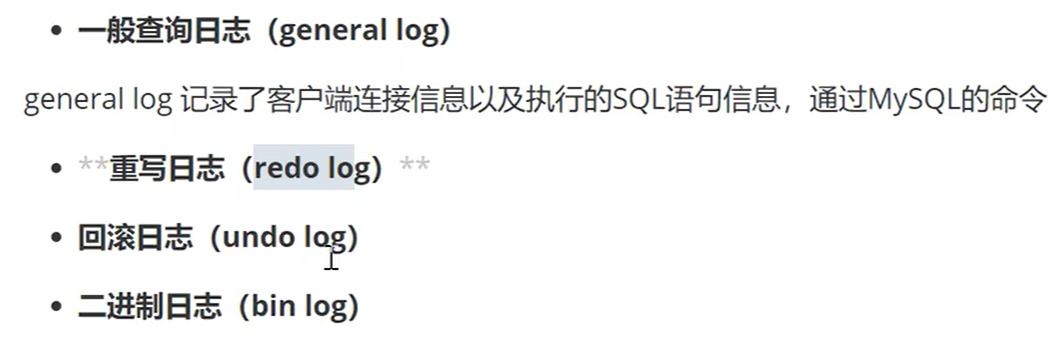 • 一般查询日志（general log）
general log 记录了客户端连接信息以及执行的SQL语句信息，通过MySQL的命令
• **重写日志（redo log） **
• 回滚日志（undo log）
• 二进制日志（bin log）